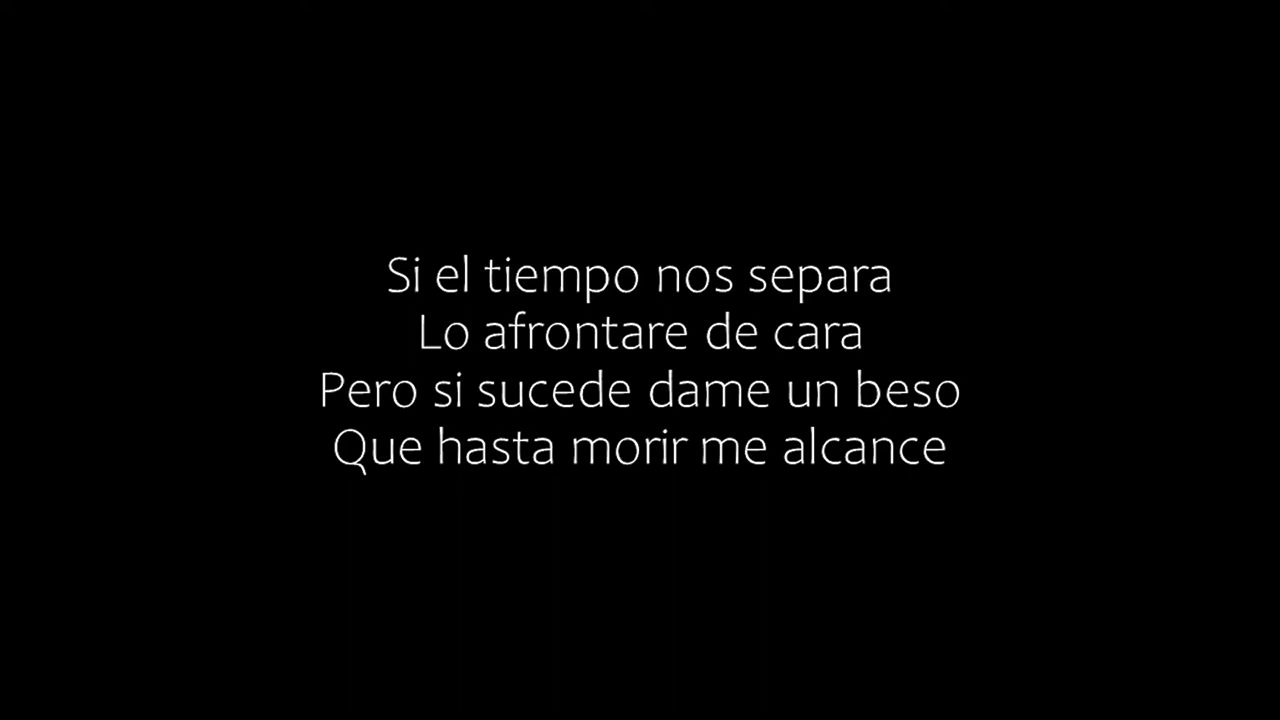 Si el tiempo nos separa
Lo afrontare de cara
Pero si sucede dame un beso
Que hasta morir me alcance